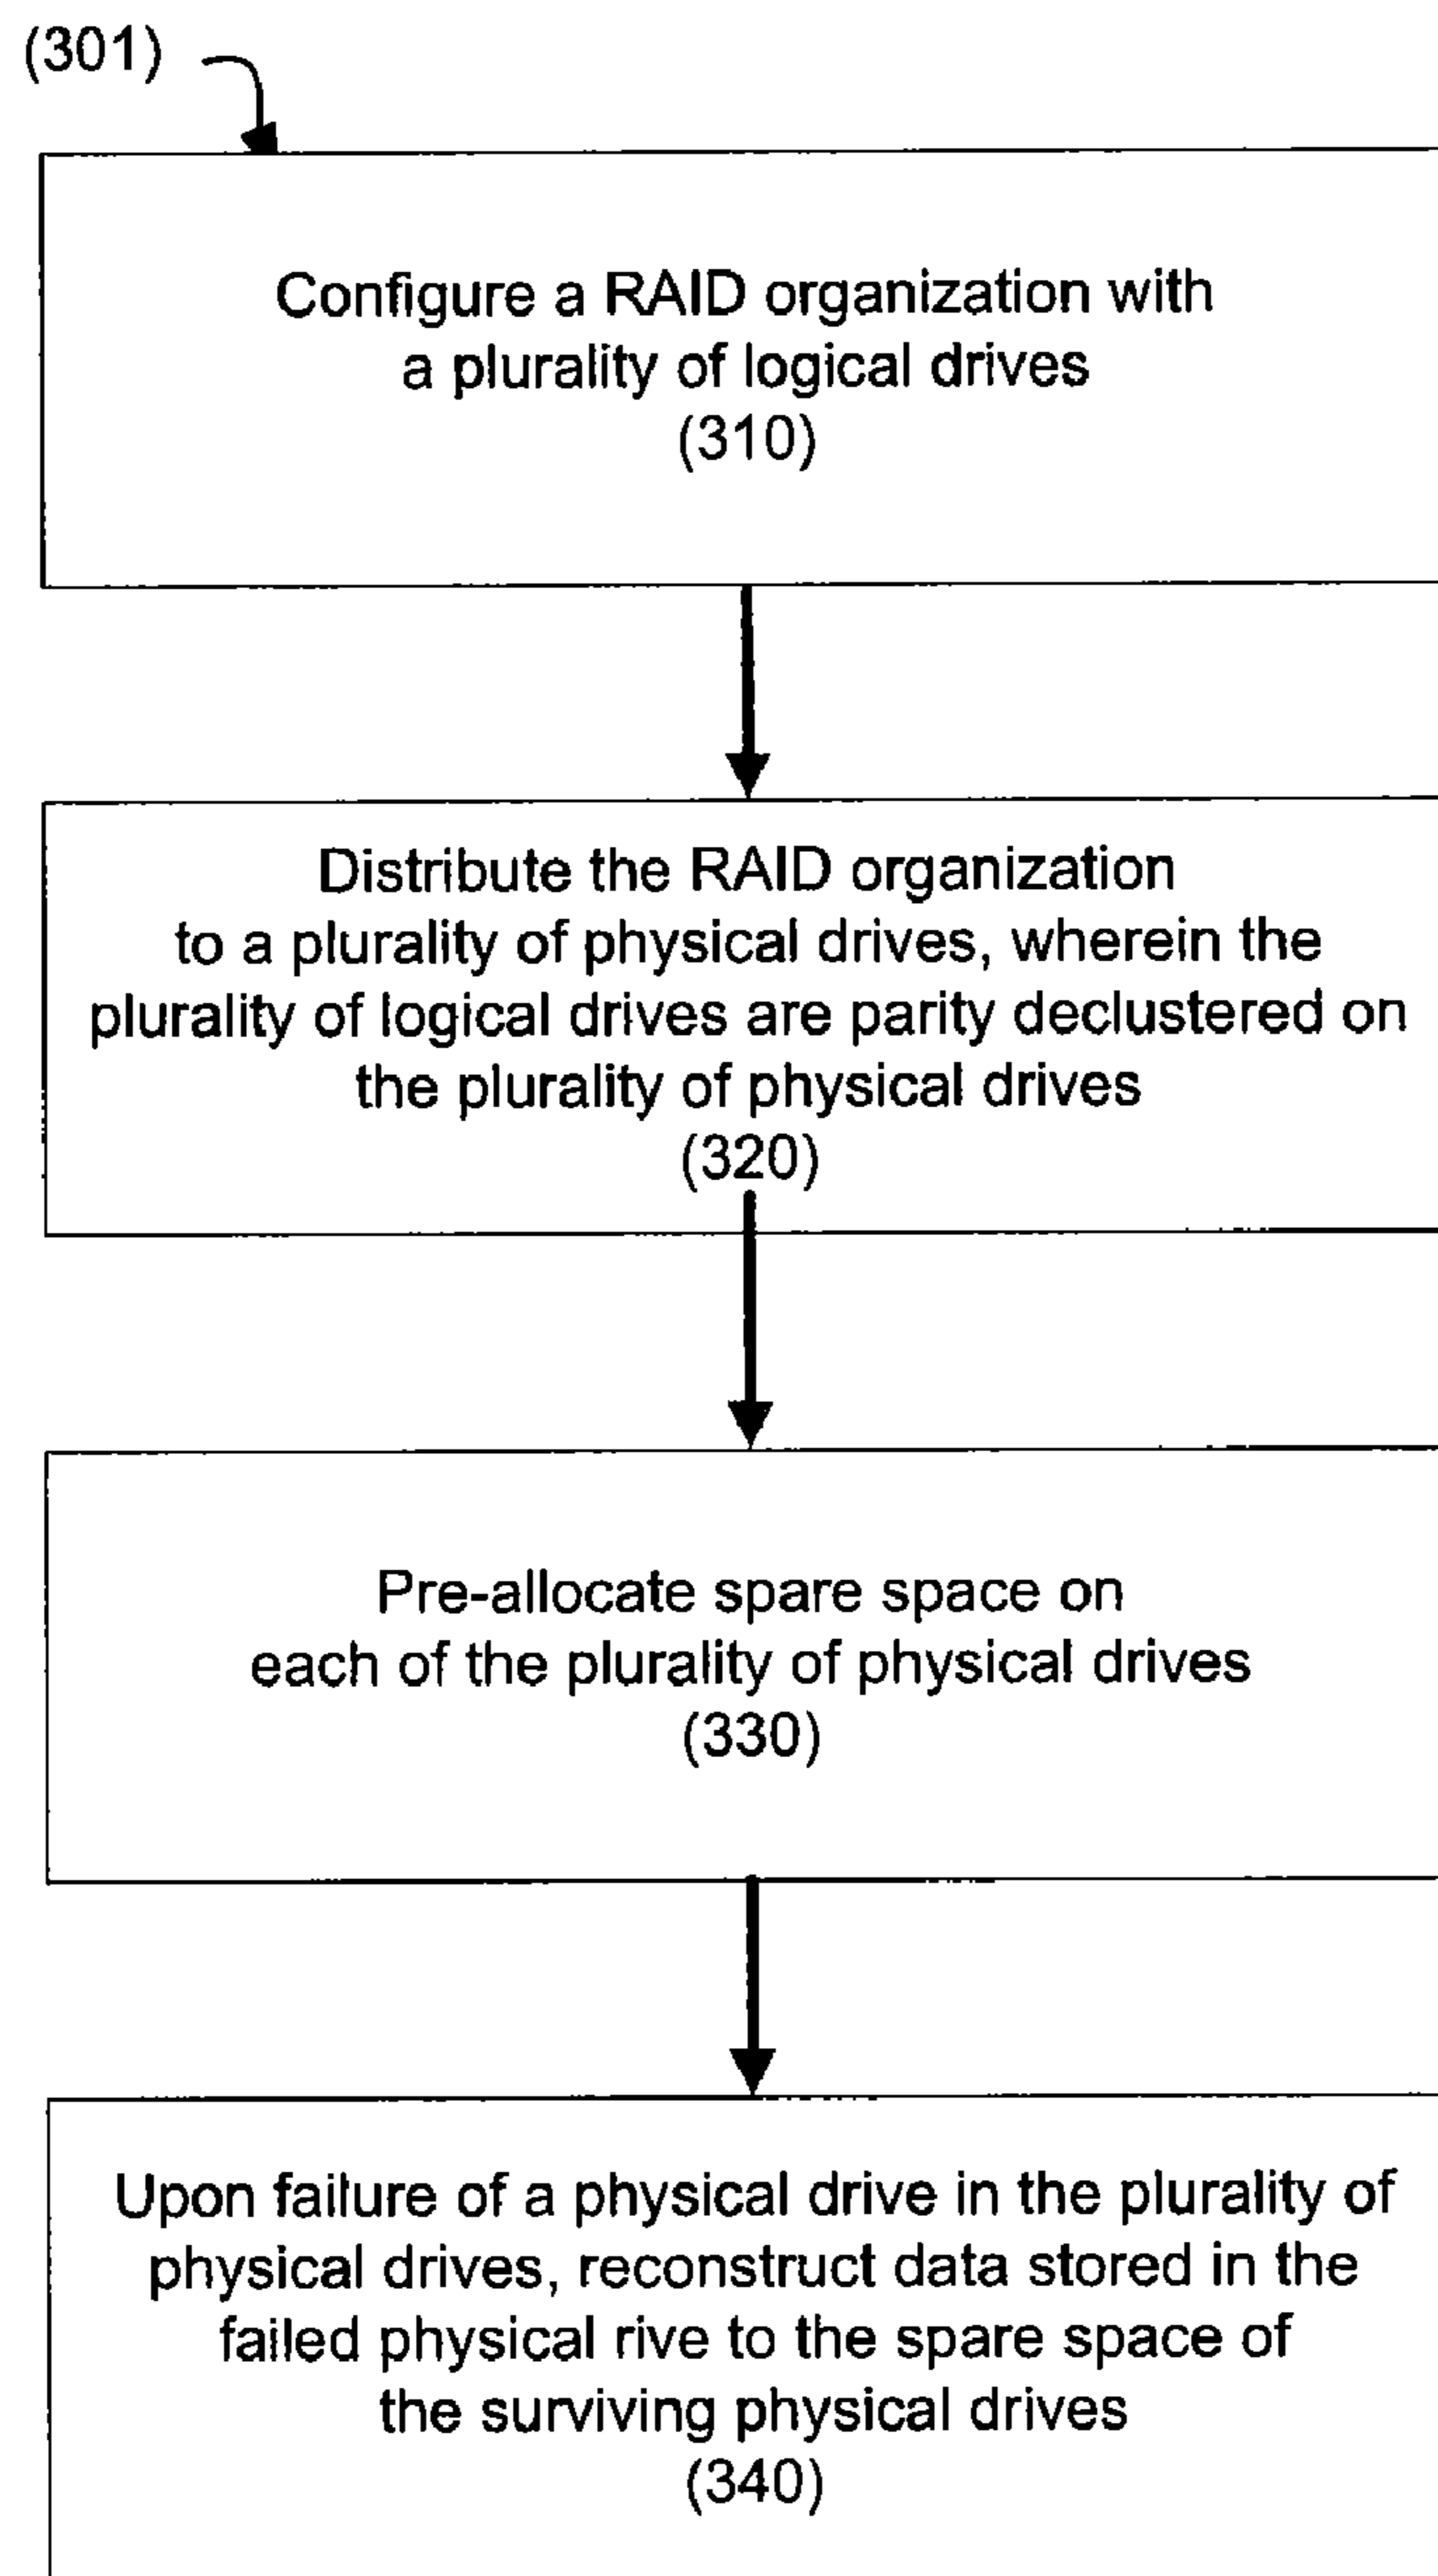 (301)
Configure a RAID organization with
a plurality of logical drives
(310)
Distribute the RAID organization
to a plurality of physical drives, wherein the
plurality of logical drives are parity declustered on
the plurality of physical drives
(320)
Pre-allocate spare space on
each of the plurality of physical drives
(330)
Upon failure of a physical drive in the plurality of
physical drives, reconstruct data stored in the
failed physical rive to the spare space of
the surviving physical drives
(340)